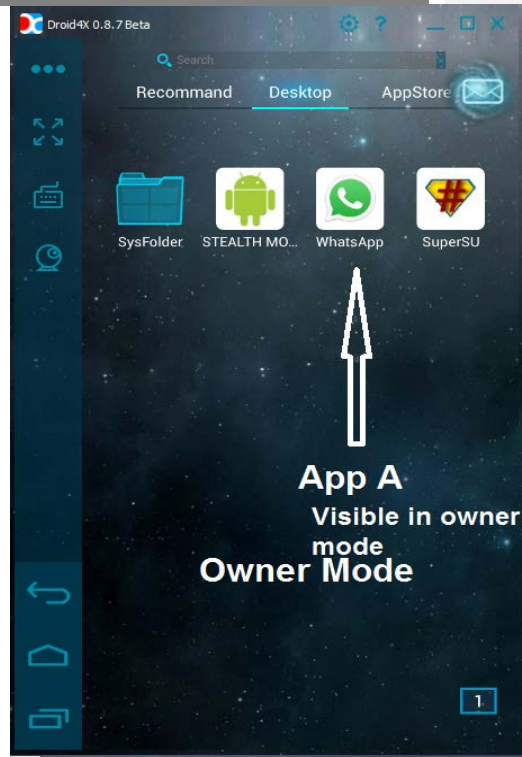 Droid4X 0.8.7 Beta
?
Search
Recommand Desktop AppStore
SysFolder STEALTH MO... WhatsApp SuperSU
#
App A
Visible in owner
mode
Owner Mode
1